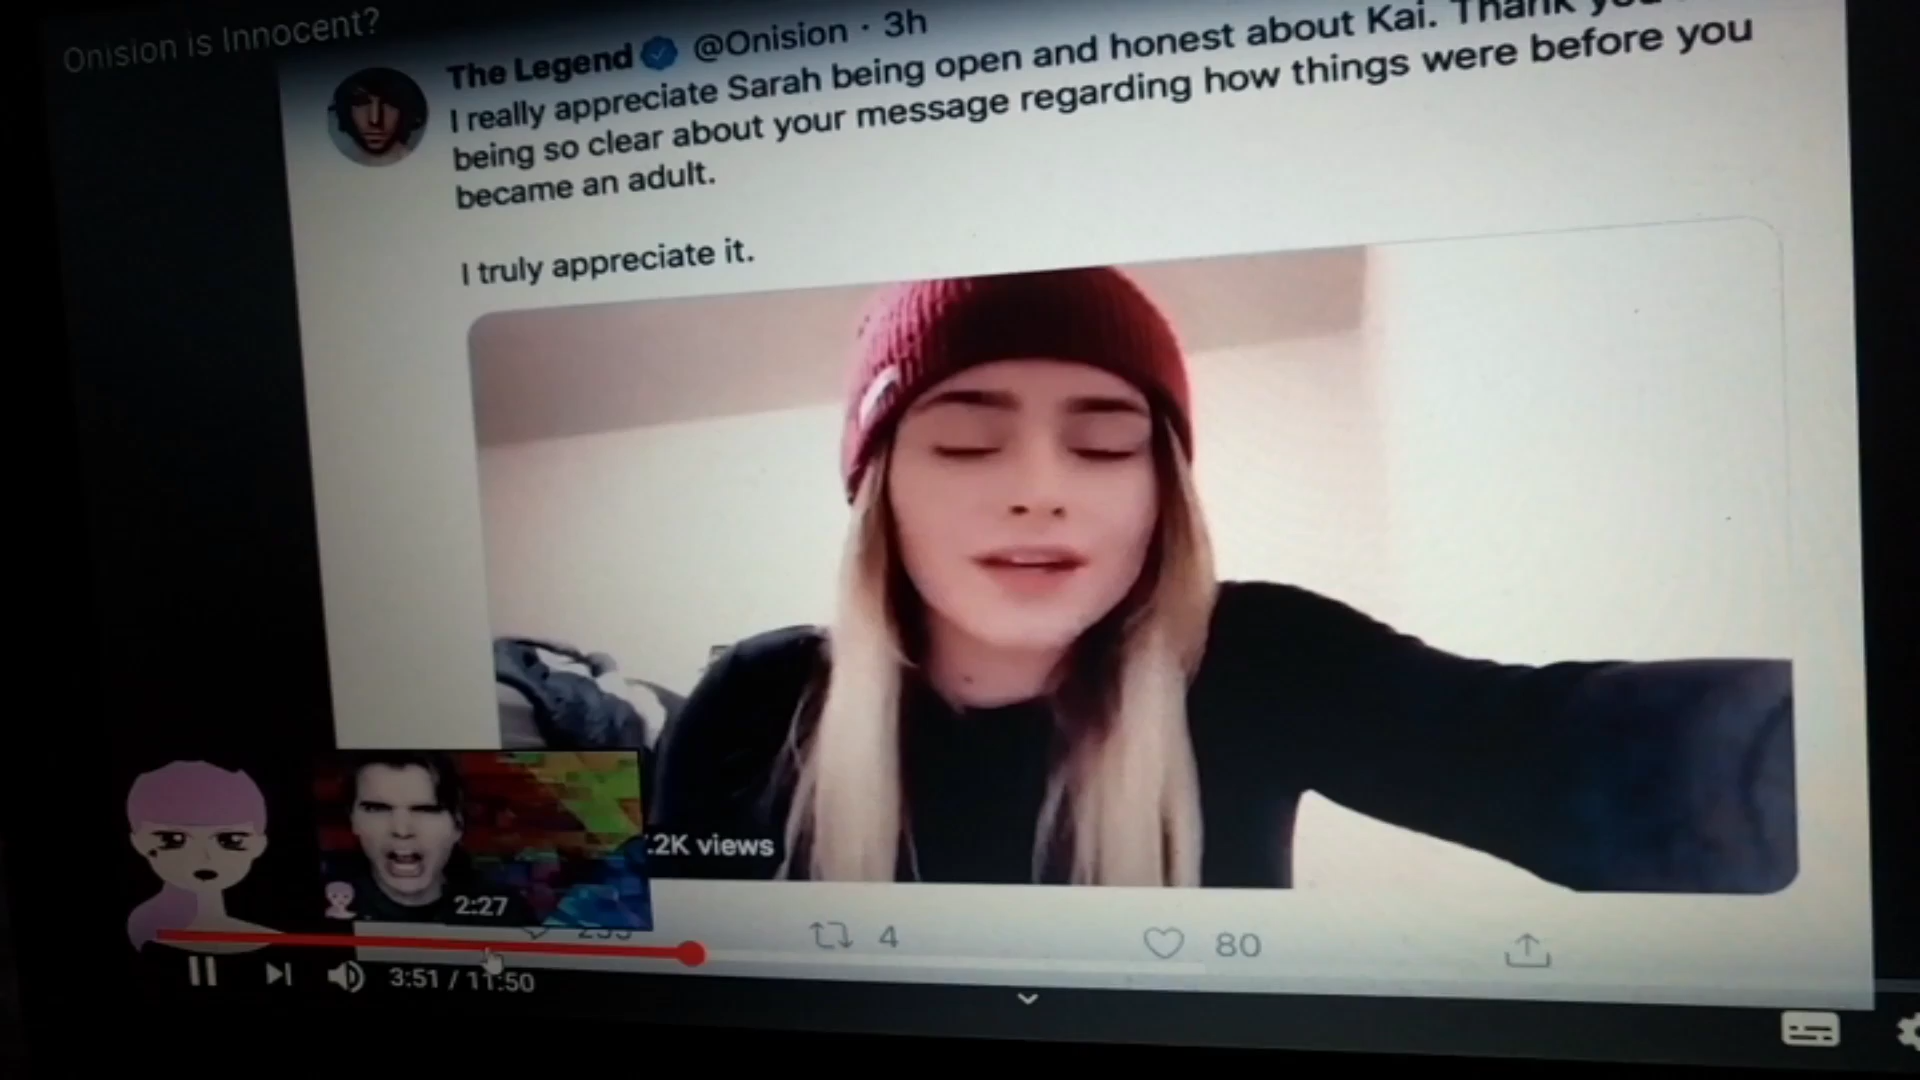 Onision is Innocent?
The Legend @Onision · 3h
I really appreciate Sarah being open and honest about Kai. Thank
being so clear about your message regarding how things were before you
became an adult.
I truly appreciate it.
.2K views
2:27
4
80
3:51 / 11:50